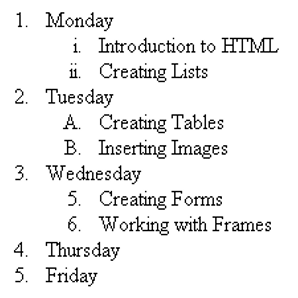 1. Monday
i. Introduction to HTML
ii. Creating Lists
2. Tuesday
A. Creating Tables
B. Inserting Images
3. Wednesday
5. Creating Forms
6. Working with Frames
4. Thursday
5. Friday